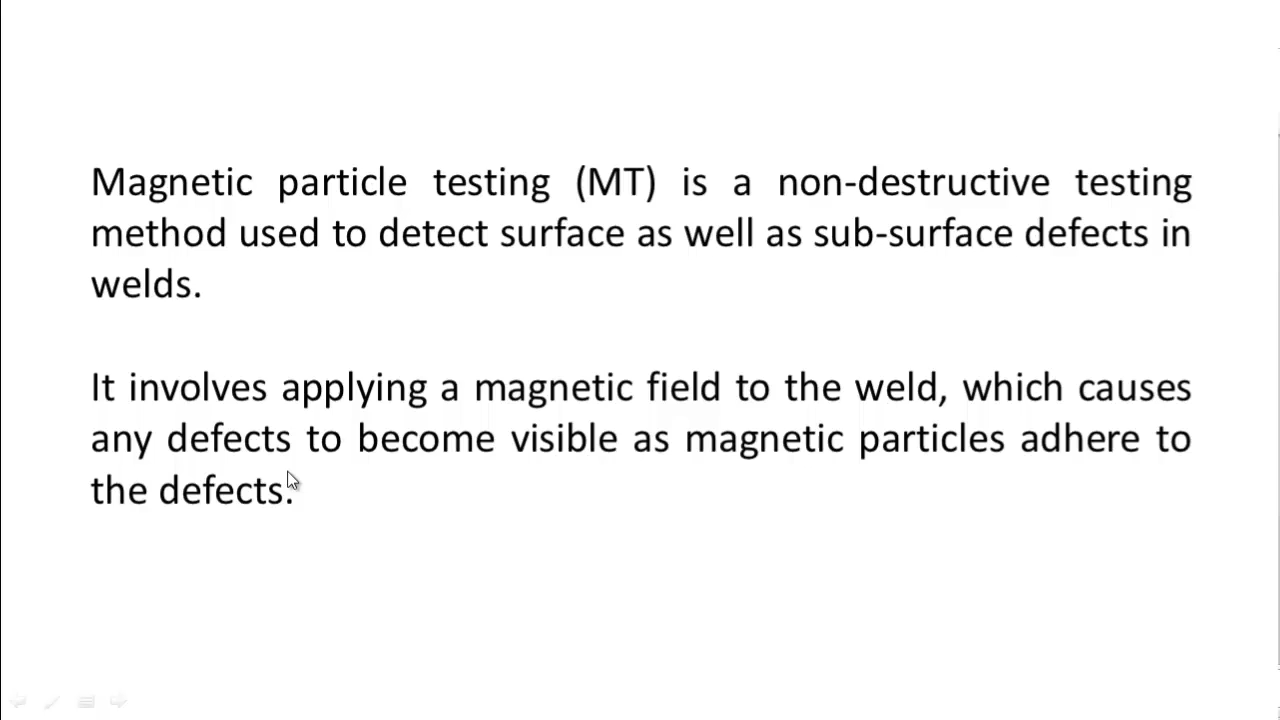 Magnetic particle testing (MT) is a non-destructive testing
method used to detect surface as well as sub-surface defects in
welds.
It involves applying a magnetic field to the weld, which causes
any defects to become visible as magnetic particles adhere to
the defects.